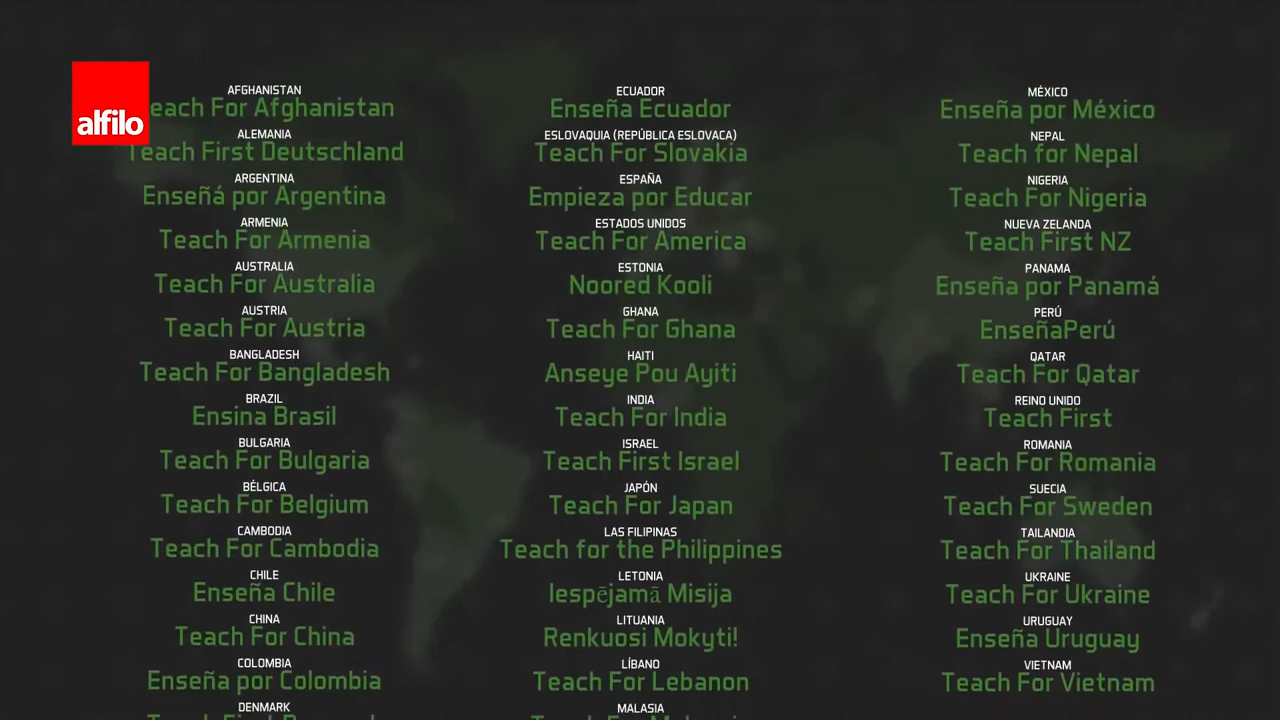 alfilo
AFGHANISTAN
each For Afghanistan
ALEMANIA
Teach First Deutschland
ARGENTINA
Enseñá por Argentina
ARMENIA
Teach For Armenia
AUSTRALIA
Teach For Australia
AUSTRIA
Teach For Austria
BANGLADESH
Teach For Bangladesh
BRAZIL
Ensina Brasil
BULGARIA
Teach For Bulgaria
BÉLGICA
Teach For Belgium
CAMBODIA
Teach For Cambodia
CHILE
Enseña Chile
CHINA
Teach For China
COLOMBIA
Enseña por Colombia
DENMARK
ECUADOR
Enseña Ecuador
ESLOVAQUIA (REPÚBLICA ESLOVACA)
Teach For Slovakia
ESPAÑA
Empieza por Educar
ESTADOS UNIDOS
Teach For America
ESTONIA
Noored Kooli
GHANA
Teach For Ghana
HAITI
Anseye Pou Ayiti
INDIA
Teach For India
ISRAEL
Teach First Israel
JAPÓN
Teach For Japan
LAS FILIPINAS
Teach for the Philippines
LETONIA
Iespējamā Misija
LITUANIA
Renkuosi Mokyti!
LÍBANO
Teach For Lebanon
MALASIA
MÉXICO
Enseña por México
NEPAL
Teach for Nepal
NIGERIA
Teach For Nigeria
NUEVA ZELANDA
Teach First NZ
PANAMA
Enseña por Panamá
PERÚ
EnseñaPerú
QATAR
Teach For Qatar
REINO UNIDO
Teach First
ROMANIA
Teach For Romania
SUECIA
Teach For Sweden
TAILANDIA
Teach For Thailand
UKRAINE
Teach For Ukraine
URUGUAY
Enseña Uruguay
VIETNAM
Teach For Vietnam